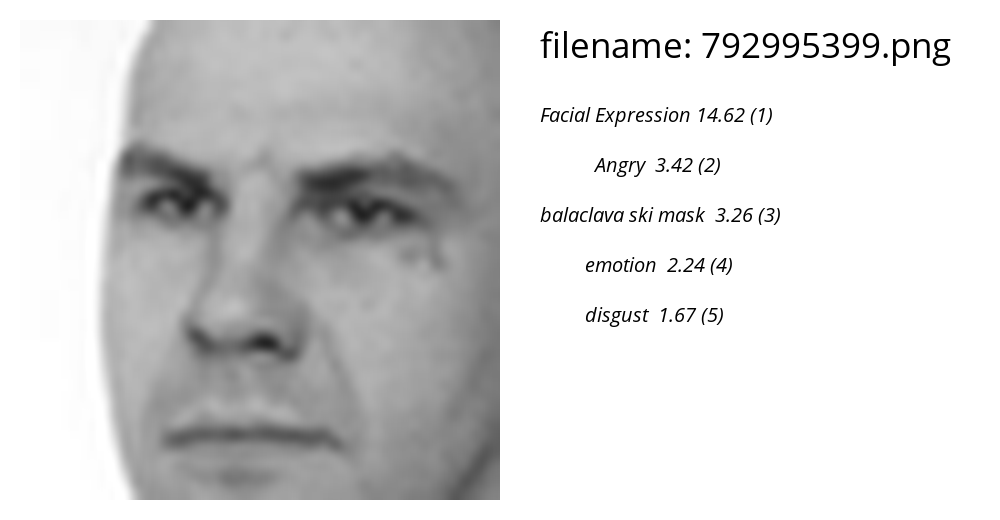 filename: 792995399.png
Facial Expression 14.62 (1)
Angry 3.42 (2)
balaclava ski mask 3.26 (3)
emotion 2.24 (4)
disgust 1.67 (5)